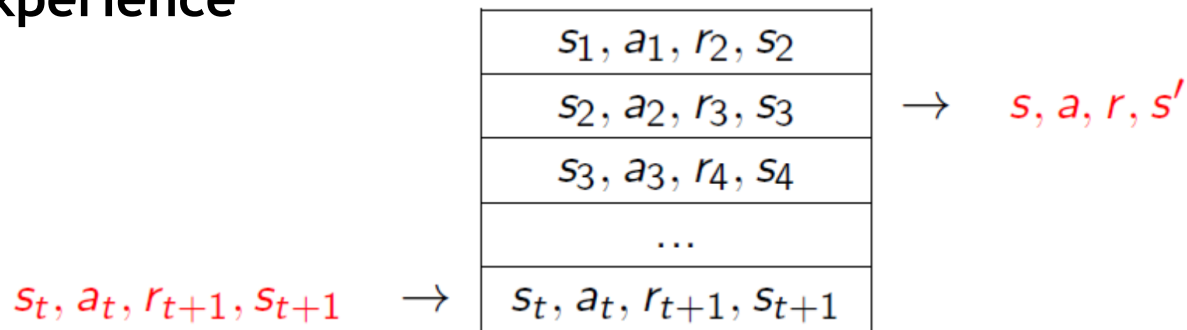 xperience
s₁, a₁, r₂, s₂
s₂, a₂, r₃, s₃ → s, a, r, s′
s₃, a₃, r₄, s₄
...
sₜ, aₜ, rₜ₊₁, sₜ₊₁ → sₜ, aₜ, rₜ₊₁, sₜ₊₁